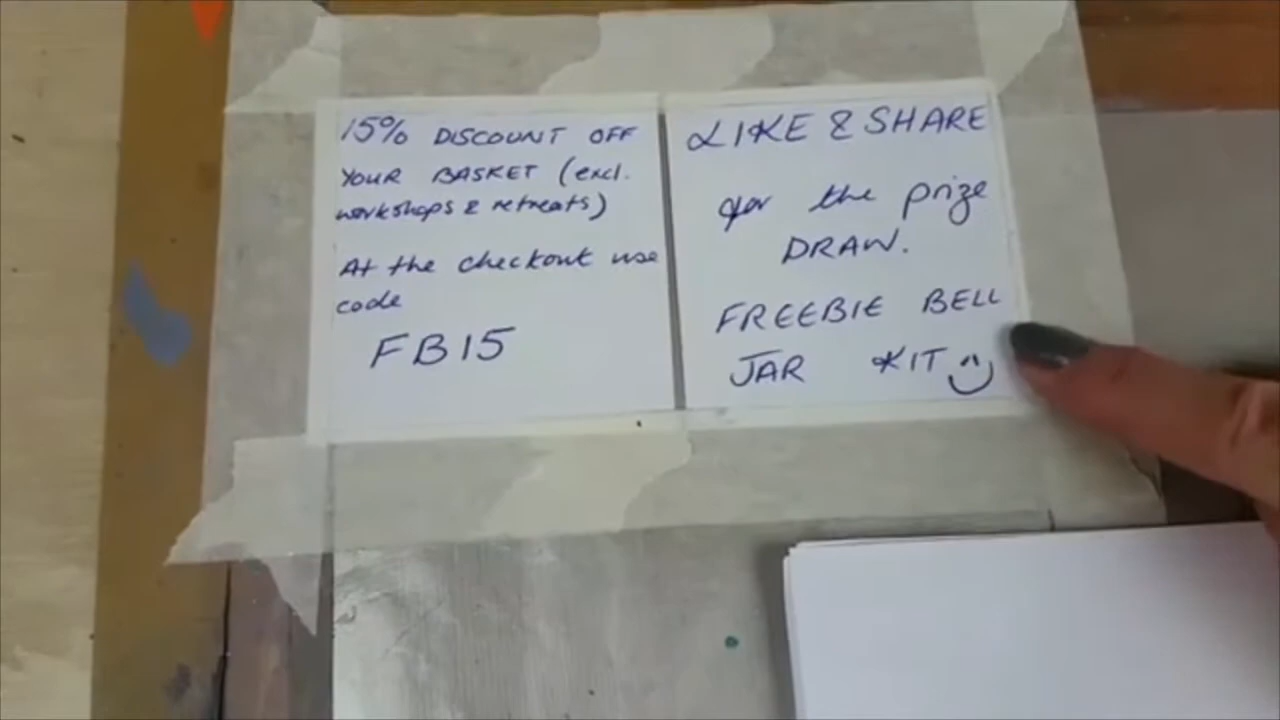 15% DISCOUNT OFF
YOUR BASKET (excl.
workshops & retreats)
At the checkout use
code
FB15
LIKE & SHARE
for the prize
DRAW.
FREEBIE BELL
JAR KIT